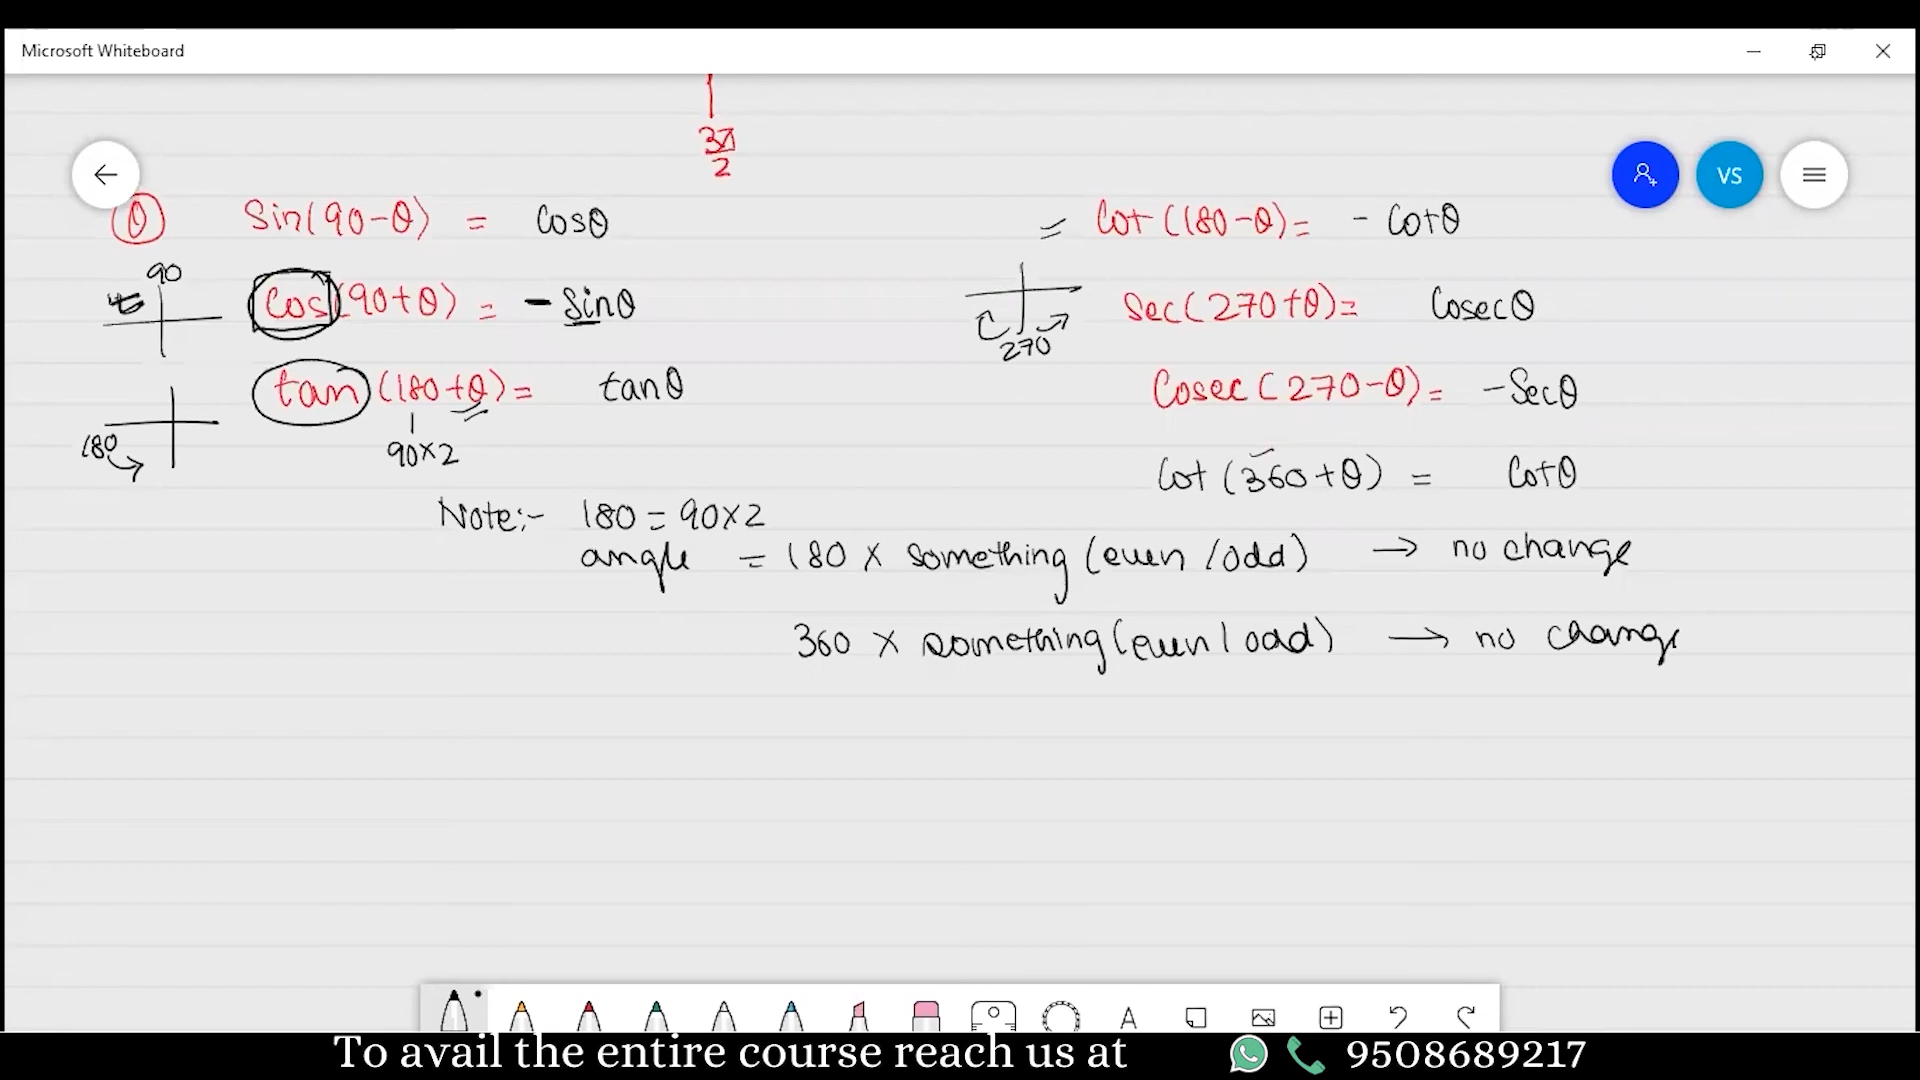 Microsoft Whiteboard
3π/2
VS
θ
Sin(90-θ) = Cosθ
90
Cos(90+θ) = -Sinθ
tan(180+θ)= tanθ
180
90×2
= Cot(180-θ)= - Cotθ
Sec(270+θ)= Cosecθ
270
Cosec(270-θ)= -Secθ
Cot(360+θ) = Cotθ
Note:- 180=90×2
angle = 180 × something (even/odd) → no change
360 × something (even/odd) → no change
A
To avail the entire course reach us at 9508689217